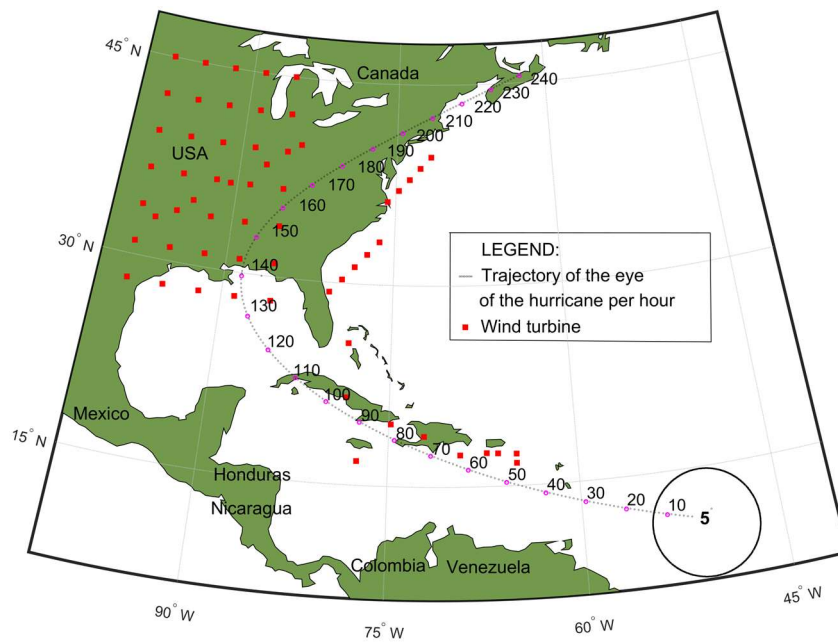 45° N
Canada
240
230
220
210
200
190
USA
180
170
160
150
30° N
LEGEND:
Trajectory of the eye
of the hurricane per hour
Wind turbine
140
130
120
110
100
90
Mexico
80
15° N
70
60
50
Honduras
40
30
20
10
5
Nicaragua
Colombia
Venezuela
45° W
90° W
60° W
75° W